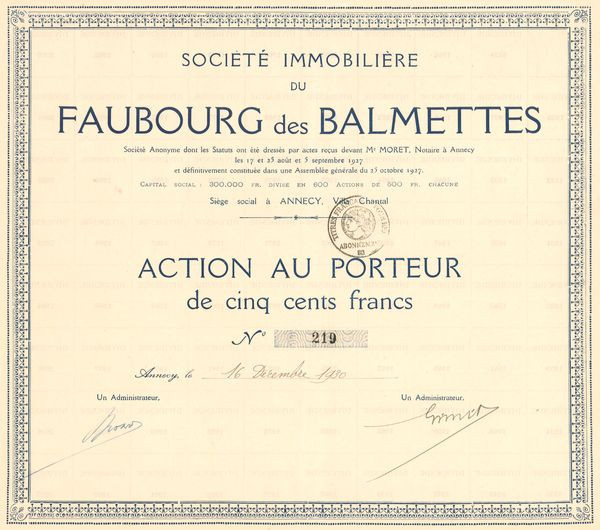 SOCIÉTÉ IMMOBILIÈRE
DU
FAUBOURG des BALMETTES
Société Anonyme dont les Statuts ont été dressés par actes reçus devant Me MORET, Notaire à Annecy
les 17 et 23 août et 5 septembre 1927
et définitivement constituée dans une Assemblée générale du 25 octobre 1927.
CAPITAL SOCIAL : 300.000 FR. DIVISÉ EN 600 ACTIONS DE 500 FR. CHACUNE
Siège social à ANNECY, Villa Chantal
TITRES FRANÇAIS
ABONNEMENT
ACTION AU PORTEUR
de cinq cents francs
No 219
Annecy, le 16 Décembre 1930
Un Administrateur, Un Administrateur,